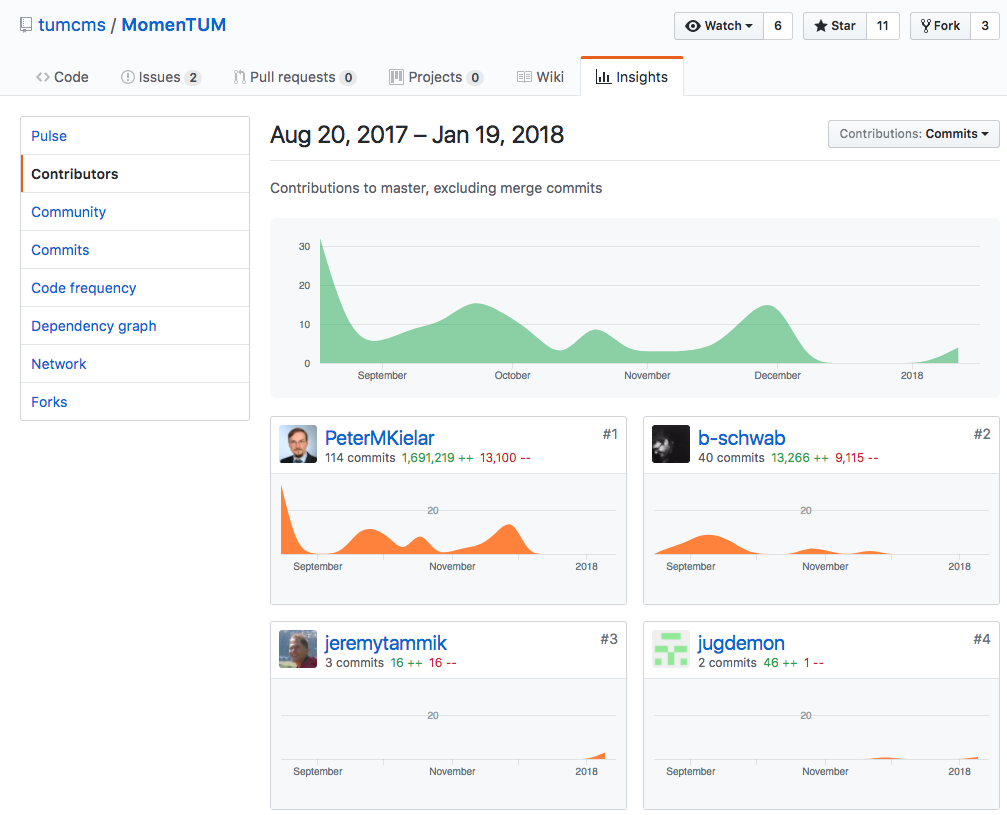 tumcms / MomenTUM
Watch 6 Star 11 Fork 3
Code Issues 2 Pull requests 0 Projects 0 Wiki Insights
Pulse
Contributors
Community
Commits
Code frequency
Dependency graph
Network
Forks
Aug 20, 2017 – Jan 19, 2018
Contributions: Commits
Contributions to master, excluding merge commits
30
20
10
0
September October November December 2018
PeterMKielar #1
114 commits 1,691,219 ++ 13,100 --
20
September November 2018
b-schwab #2
40 commits 13,266 ++ 9,115 --
20
September November 2018
jeremytammik #3
3 commits 16 ++ 16 --
20
September November 2018
jugdemon #4
2 commits 46 ++ 1 --
20
September November 2018